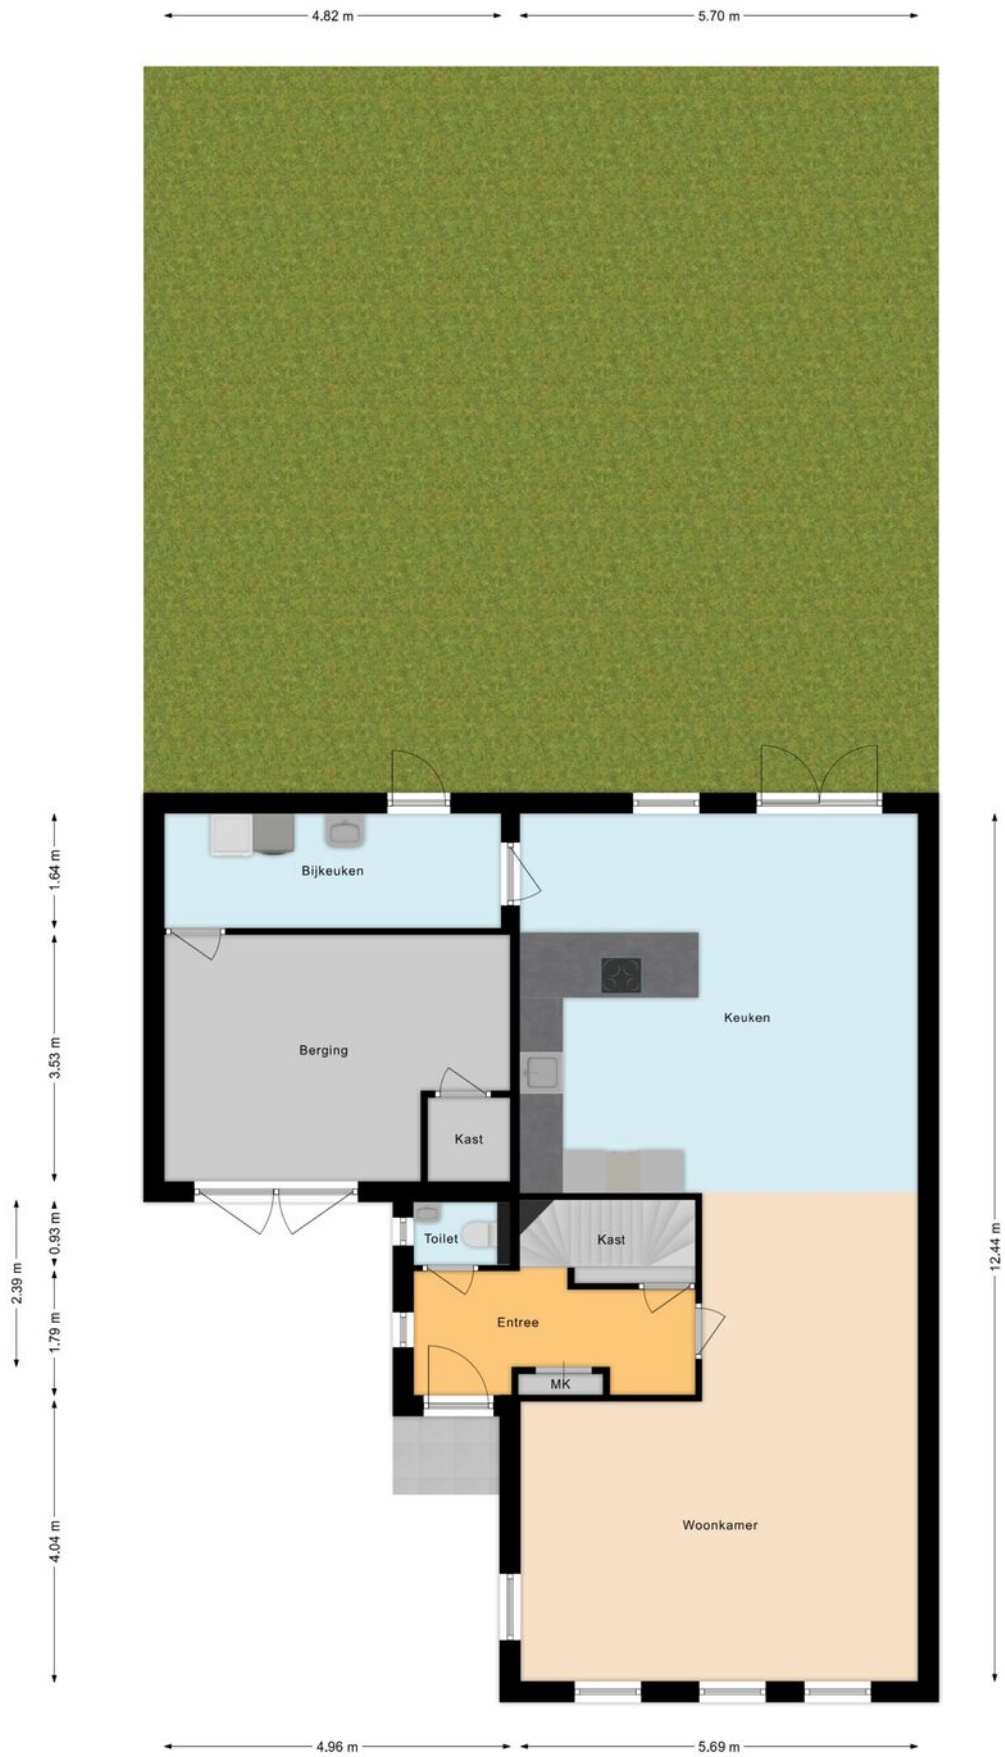 4.82 m
5.70 m
Bijkeuken
1.64 m
Keuken
Berging
3.53 m
Kast
12.44 m
Toilet
Kast
0.93 m
2.39 m
Entree
1.79 m
MK
Woonkamer
4.04 m
4.96 m
5.69 m